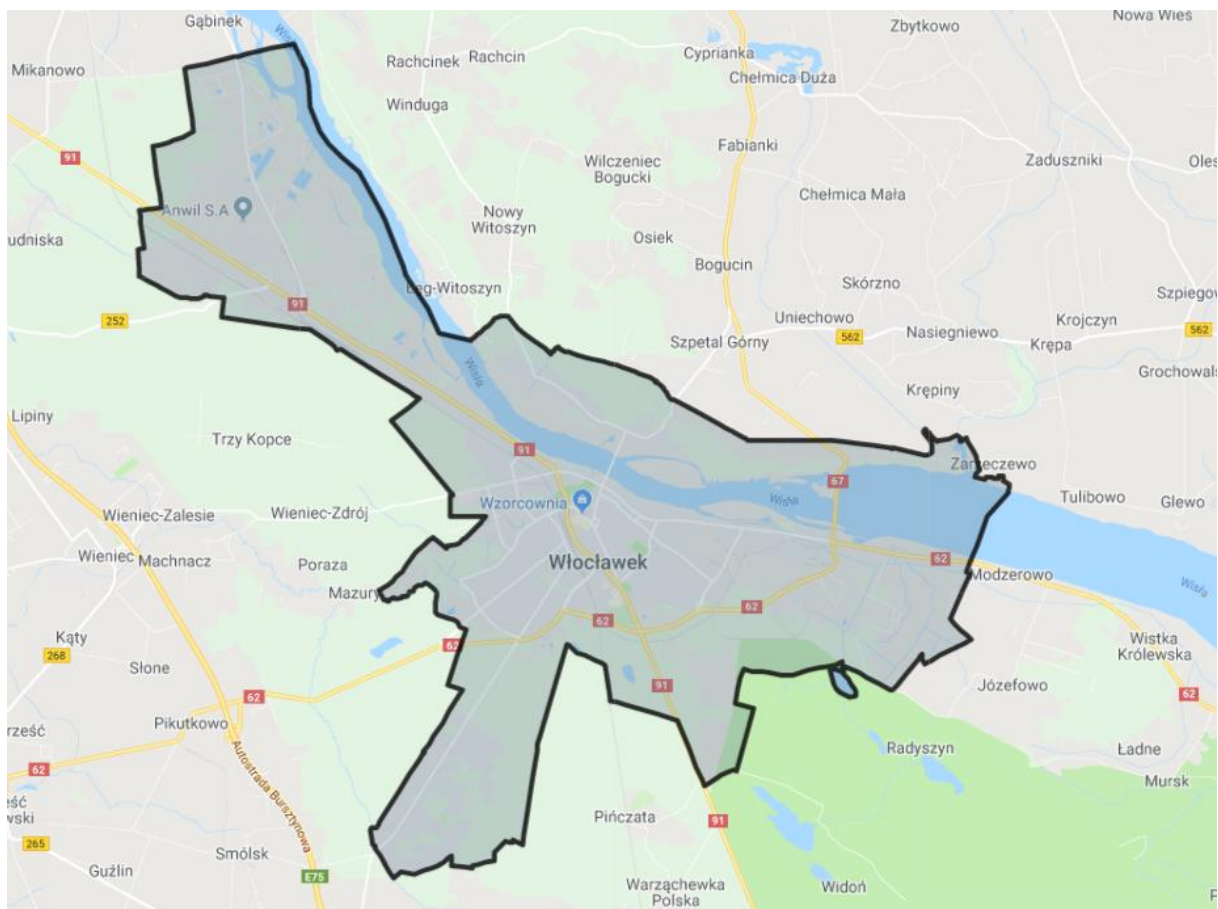 Gąbinek
Nowa Wieś
Zbytkowo
Rachcinek
Rachcin
Cyprianka
Mikanowo
Chełmica Duża
Winduga
91
Fabianki
Wilczeniec
Bogucki
Zaduszniki
Chełmica Mała
Anwil S.A
Nowy
Witoszyn
Osiek
udniska
Bogucin
Skórzno
Łęg-Witoszyn
Szpiegow
91
252
Uniechowo
Krojczyn
Nasiegniewo
562
562
Szpetal Górny
Krępa
Wisła
Grochowals
Krępiny
Lipiny
Trzy Kopce
91
Zarzeczewo
67
Wzorcownia
Wisła
Tulibowo
Glewo
Wieniec-Zalesie
Wieniec-Zdrój
Wieniec
Machnacz
Włocławek
62
Poraza
Modzerowo
Mazury
Wisła
62
62
Kąty
62
Wistka
Królewska
268
Słone
91
Józefowo
62
62
Pikutkowo
rześć
Radyszyn
Ładne
62
Autostrada Bursztynowa
Mursk
eść
wski
Pińczata
91
265
Smólsk
Guźlin
E75
Warząchewka
Polska
Widoń